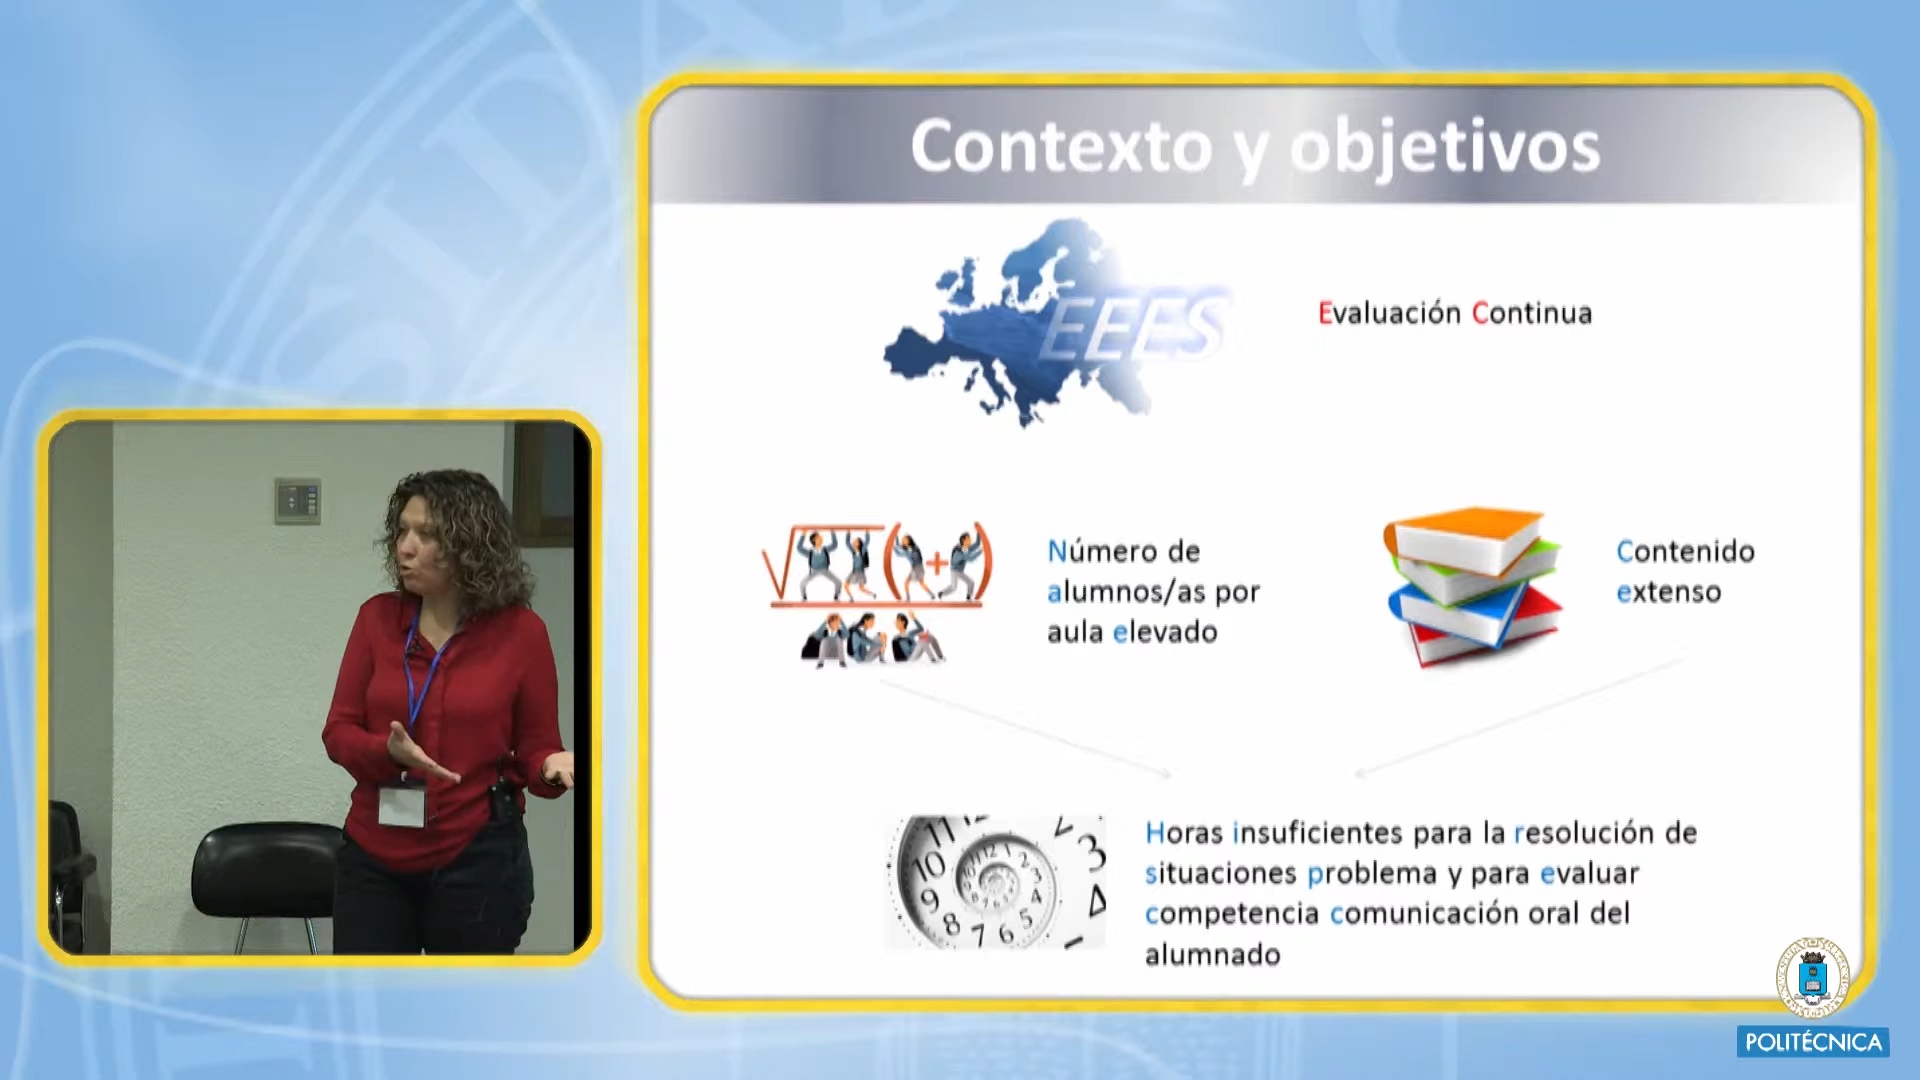 Contexto y objetivos
EEES
Evaluación Continua
Número de
alumnos/as por
aula elevado
Contenido
extenso
Horas insuficientes para la resolución de
situaciones problema y para evaluar
competencia comunicación oral del
alumnado
POLITÉCNICA